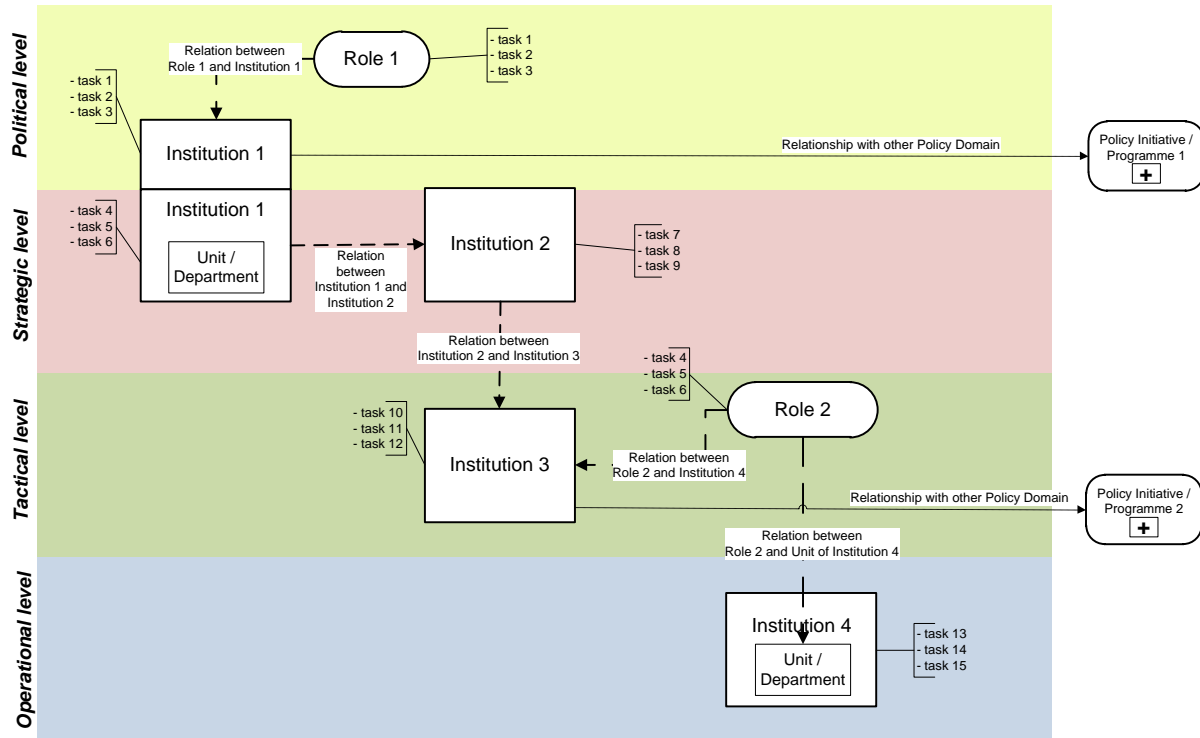 Political level
Relation between
Role 1 and Institution 1
Role 1
- task 1
- task 2
- task 3
- task 1
- task 2
- task 3
Institution 1
Relationship with other Policy Domain
Policy Initiative /
Programme 1
+
Strategic level
- task 4
- task 5
- task 6
Institution 1
Unit /
Department
Relation
between
Institution 1 and
Institution 2
Institution 2
- task 7
- task 8
- task 9
Relation between
Institution 2 and Institution 3
Tactical level
- task 4
- task 5
- task 6
Role 2
- task 10
- task 11
- task 12
Institution 3
Relation between
Role 2 and Institution 4
Relationship with other Policy Domain
Policy Initiative /
Programme 2
+
Relation between
Role 2 and Unit of Institution 4
Operational level
Institution 4
Unit /
Department
- task 13
- task 14
- task 15